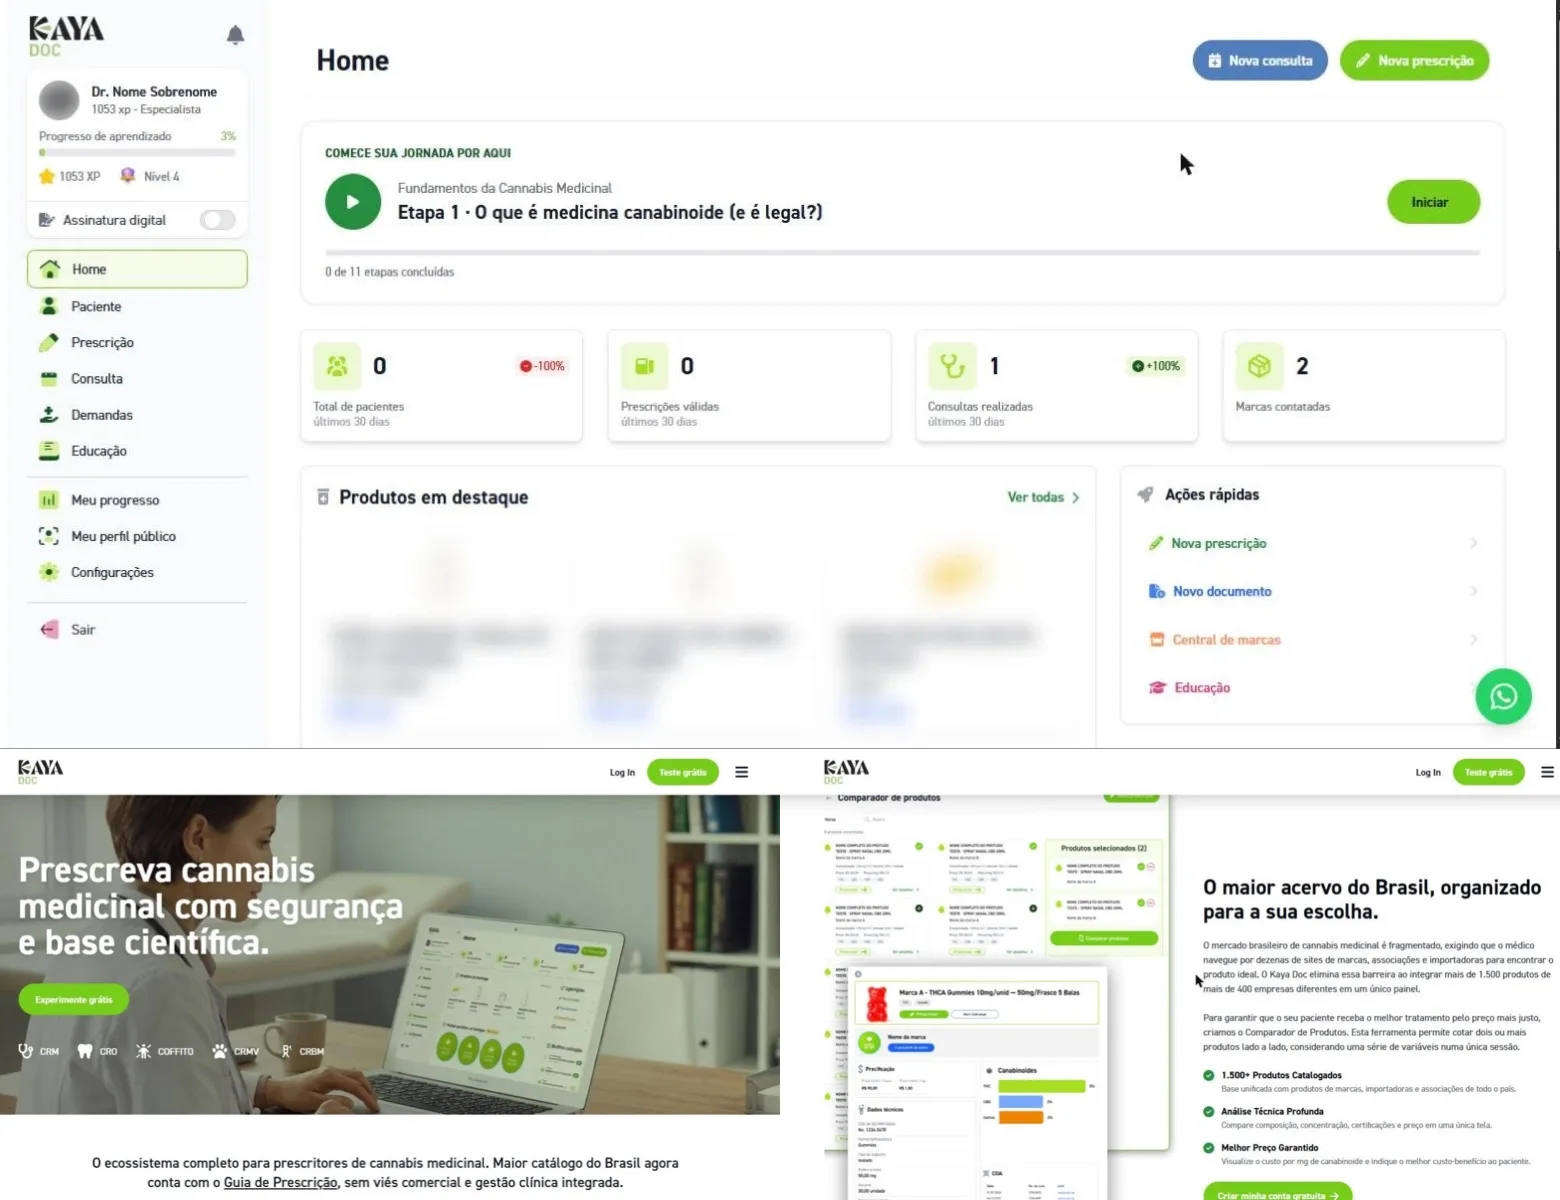 KAYA
DOC
Dr. Nome Sobrenome
1053 xp - Especialista
Progresso de aprendizado 3%
1053 XP Nível 4
Assinatura digital
Home
Paciente
Prescrição
Consulta
Demandas
Educação
Meu progresso
Meu perfil público
Configurações
Sair
Home
Nova consulta
Nova prescrição
COMECE SUA JORNADA POR AQUI
Fundamentos da Cannabis Medicinal
Etapa 1 · O que é medicina canabinoide (e é legal?)
Iniciar
0 de 11 etapas concluídas
0 -100%
Total de pacientes
últimos 30 dias
0
Prescrições válidas
últimos 30 dias
1 +100%
Consultas realizadas
últimos 30 dias
2
Marcas contatadas
Produtos em destaque
Ver todas
Ações rápidas
Nova prescrição
Novo documento
Central de marcas
Educação
KAYA
DOC
Log In
Teste grátis
Prescreva cannabis
medicinal com segurança
e base científica.
Experimente grátis
CRM CRO COFFITO CRMV CRBM
O ecossistema completo para prescritores de cannabis medicinal. Maior catálogo do Brasil agora
conta com o Guia de Prescrição, sem viés comercial e gestão clínica integrada.
KAYA
DOC
Log In
Teste grátis
Comparador de produtos
Produtos selecionados (2)
Marca A - THCA Gummies 10mg/unid — 50mg/Frasco 5 Balas
Nome da marca
Precificação
Canabinoides
THC
CBD
Dados técnicos
COA
O maior acervo do Brasil, organizado
para a sua escolha.
O mercado brasileiro de cannabis medicinal é fragmentado, exigindo que o médico
navegue por dezenas de sites de marcas, associações e importadoras para encontrar o
produto ideal. O Kaya Doc elimina essa barreira ao integrar mais de 1.500 produtos de
mais de 400 empresas diferentes em um único painel.
Para garantir que o seu paciente receba o melhor tratamento pelo preço mais justo,
criamos o Comparador de Produtos. Esta ferramenta permite cotar dois ou mais
produtos lado a lado, considerando uma série de variáveis numa única sessão.
1.500+ Produtos Catalogados
Base unificada com produtos de marcas, importadoras e associações de todo o país.
Análise Técnica Profunda
Compare composição, concentração, certificações e preço em uma única tela.
Melhor Preço Garantido
Visualize o custo por mg de canabinoide e indique o melhor custo-benefício ao paciente.
Criar minha conta gratuita →